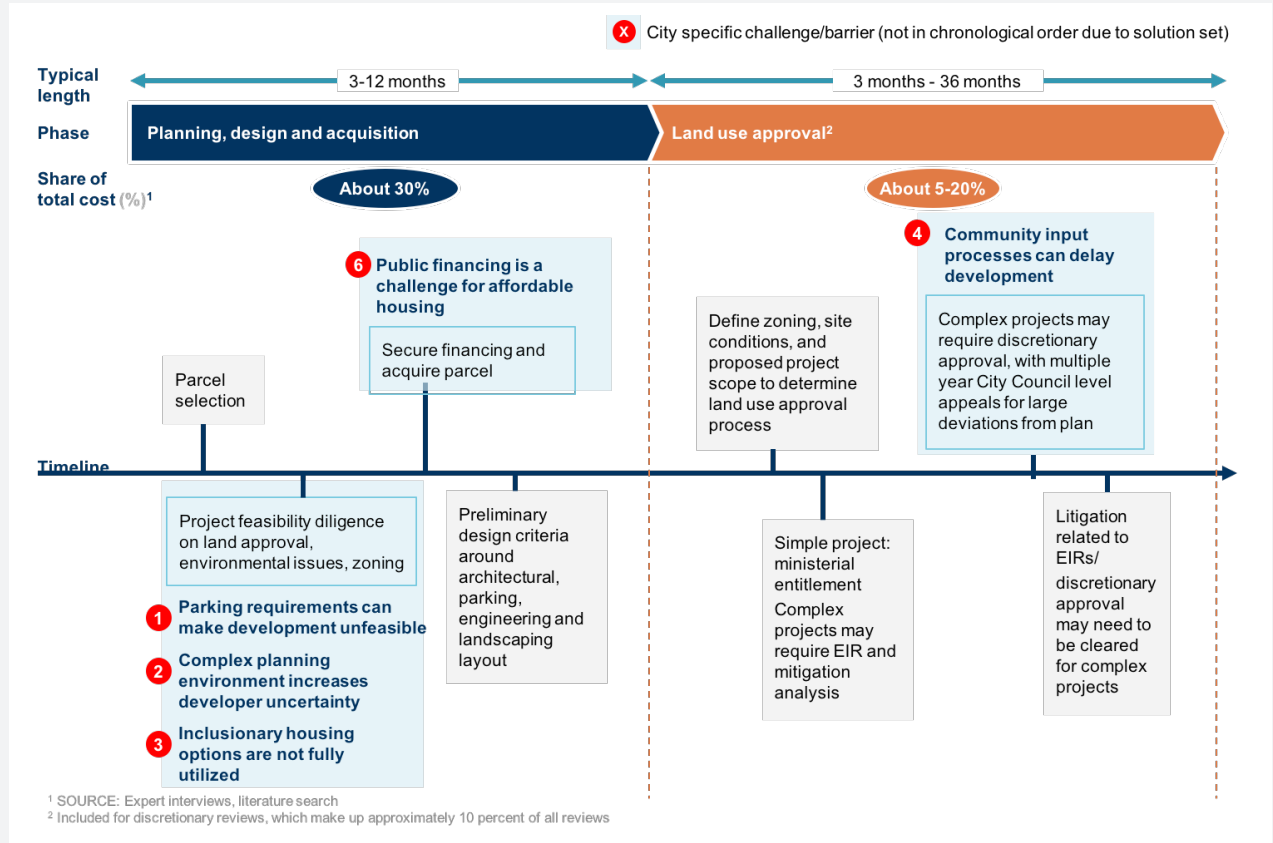 X City specific challenge/barrier (not in chronological order due to solution set)
Typical
length
3-12 months
3 months - 36 months
Phase
Planning, design and acquisition
Land use approval²
Share of
total cost (%)¹
About 30%
About 5-20%
6 Public financing is a
challenge for affordable
housing
Secure financing and
acquire parcel
Parcel
selection
Define zoning, site
conditions, and
proposed project
scope to determine
land use approval
process
4 Community input
processes can delay
development
Complex projects may
require discretionary
approval, with multiple
year City Council level
appeals for large
deviations from plan
Timeline
Project feasibility diligence
on land approval,
environmental issues, zoning
1 Parking requirements can
make development unfeasible
2 Complex planning
environment increases
developer uncertainty
3 Inclusionary housing
options are not fully
utilized
Preliminary
design criteria
around
architectural,
parking,
engineering and
landscaping
layout
Simple project:
ministerial
entitlement
Complex
projects may
require EIR and
mitigation
analysis
Litigation
related to
EIRs/
discretionary
approval
may need to
be cleared
for complex
projects
¹ SOURCE: Expert interviews, literature search
² Included for discretionary reviews, which make up approximately 10 percent of all reviews